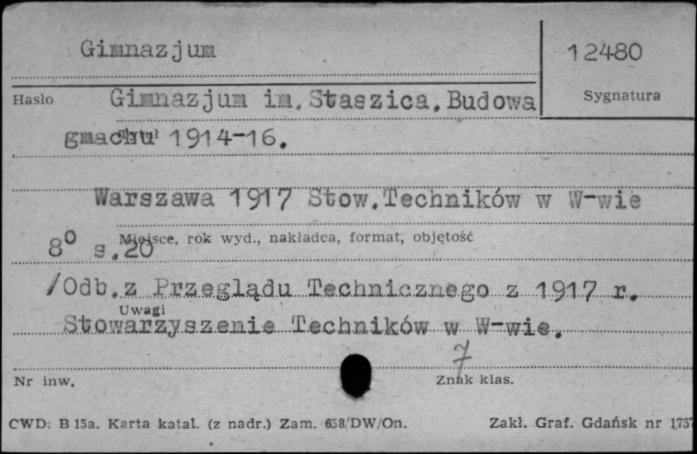 Gimnazjum
12480
Hasło Gimnazjum im. Staszica. Budowa
Sygnatura
gmachu 1914-16.
Warszawa 1917 Stow. Techników w W-wie
Miejsce, rok wyd., nakładca, format, objętość
8° s. 20
/Odb. z Przeglądu Technicznego z 1917 r.
Uwagi
Stowarzyszenie Techników w W-wie.
7
Nr inw. Znak klas.
CWD: B 15a. Karta katal. (z nadr.) Zam. 658/DW/On. Zakł. Graf. Gdańsk nr